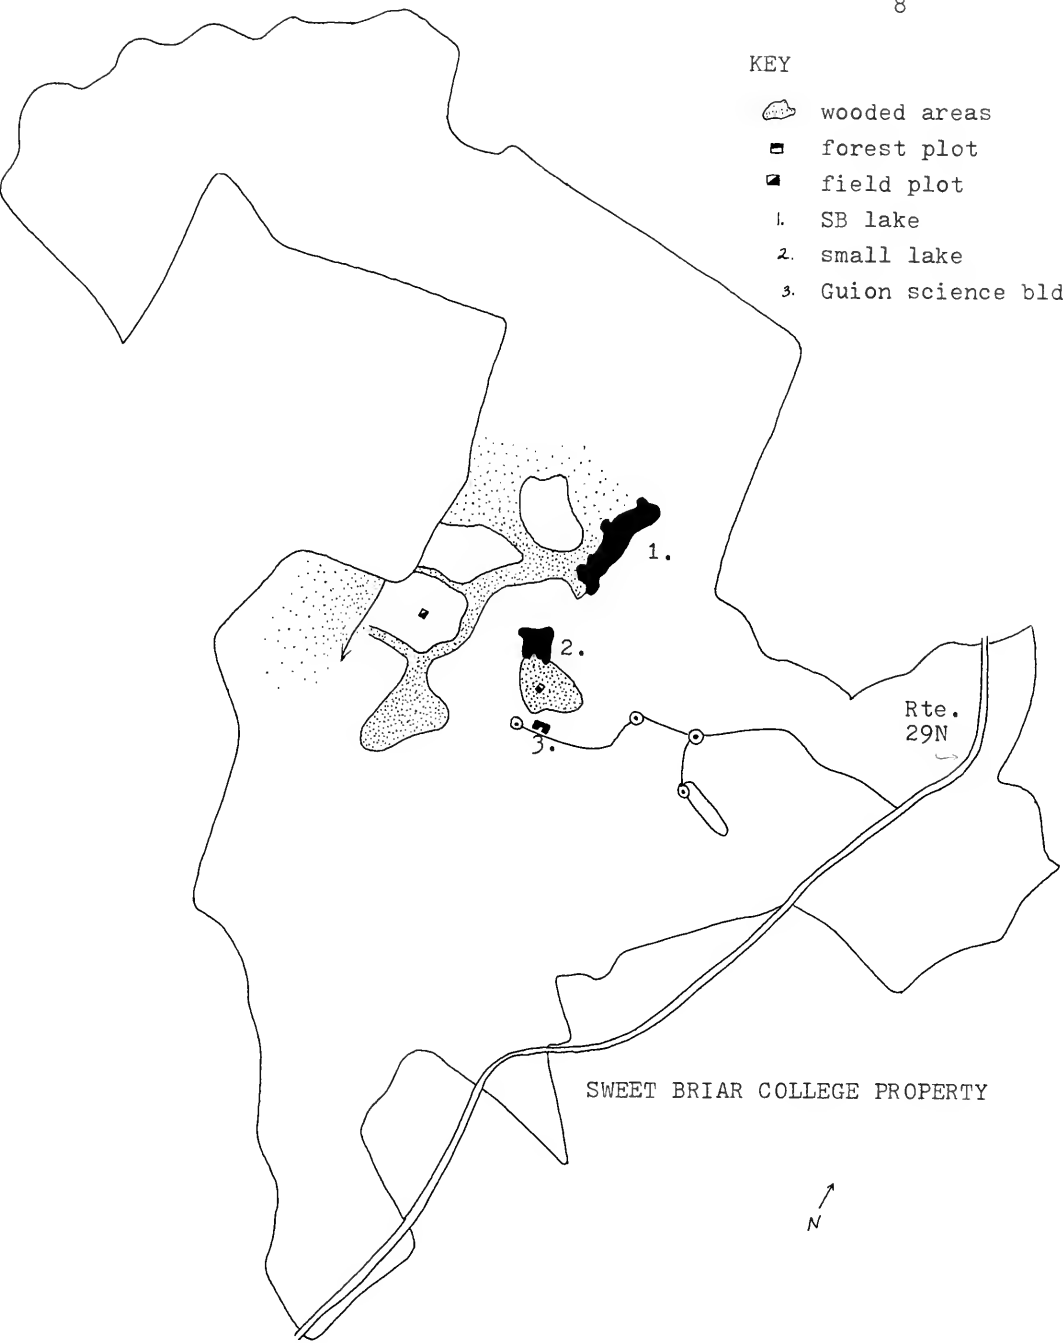 8
KEY
wooded areas
forest plot
field plot
1. SB lake
2. small lake
3. Guion science bld
1.
2.
3.
Rte.
29N
SWEET BRIAR COLLEGE PROPERTY
N